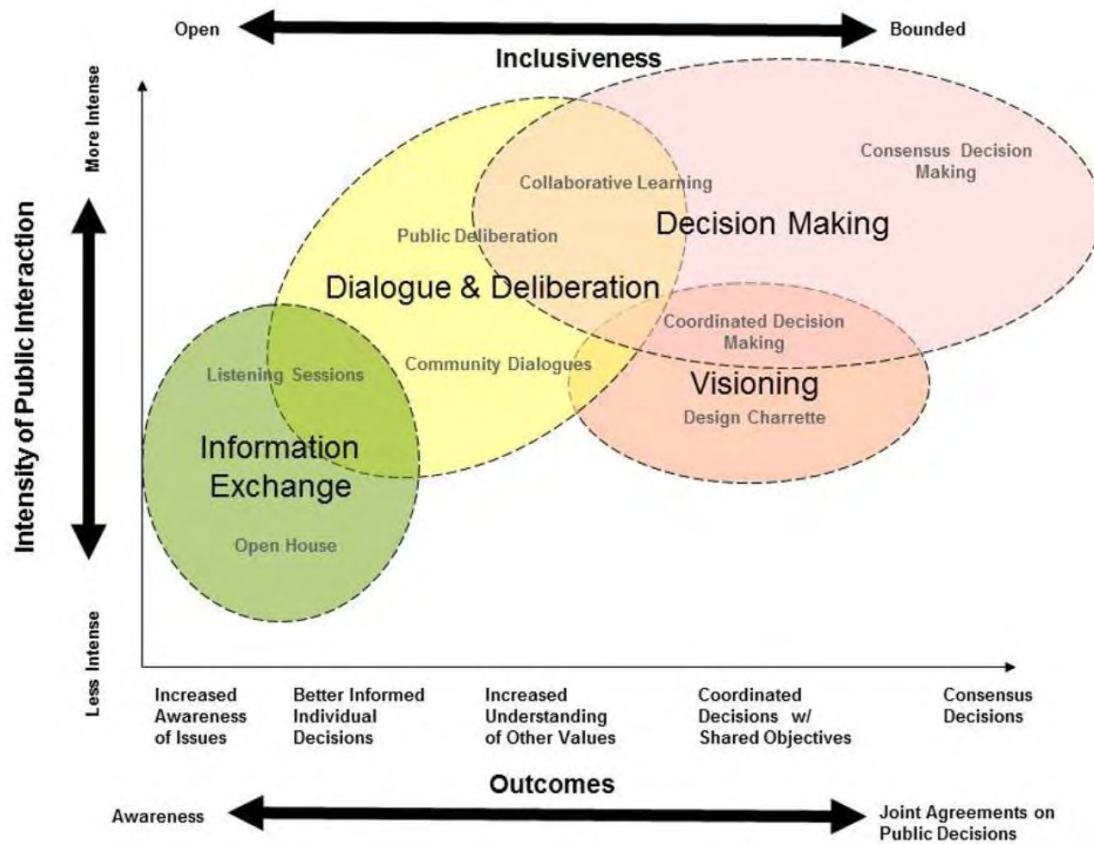 Open
Bounded
Inclusiveness
More Intense
Intensity of Public Interaction
Less Intense
Consensus Decision
Making
Collaborative Learning
Decision Making
Public Deliberation
Dialogue & Deliberation
Coordinated Decision
Making
Community Dialogues
Listening Sessions
Visioning
Design Charrette
Information
Exchange
Open House
Increased
Awareness
of Issues
Better Informed
Individual
Decisions
Increased
Understanding
of Other Values
Coordinated
Decisions w/
Shared Objectives
Consensus
Decisions
Outcomes
Awareness
Joint Agreements on
Public Decisions